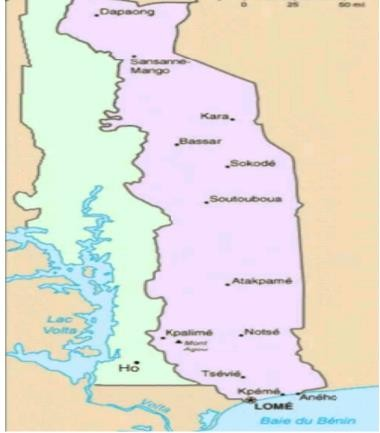 0 25 50 mi
Dapaong
Sansanné-
Mango
Kara
Bassar
Sokodé
Soutouboua
Atakpamé
Lac
Volta
Kpalimé
Notsé
Mont
Agou
Ho
Tsévié
Kpémé
Aného
LOMÉ
Volta
Baie du Bénin